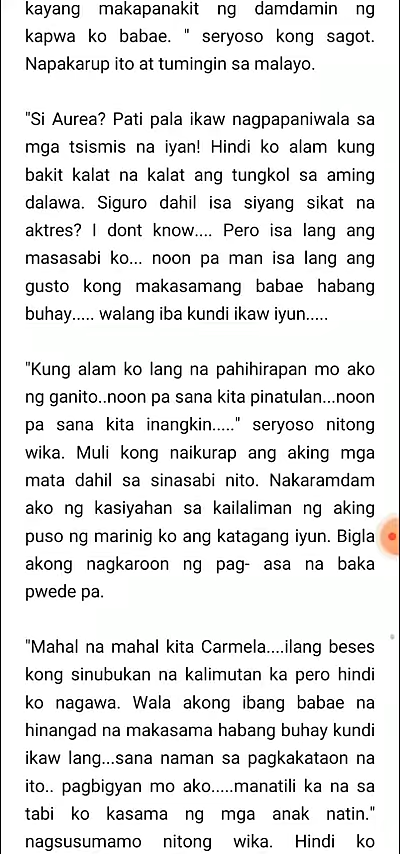 kayang makapanakit ng damdamin ng
kapwa ko babae. " seryoso kong sagot.
Napakarup ito at tumingin sa malayo.
"Si Aurea? Pati pala ikaw nagpapaniwala sa
mga tsismis na iyan! Hindi ko alam kung
bakit kalat na kalat ang tungkol sa aming
dalawa. Siguro dahil isa siyang sikat na
aktres? I dont know.... Pero isa lang ang
masasabi ko... noon pa man isa lang ang
gusto kong makasamang babae habang
buhay..... walang iba kundi ikaw iyun.....
"Kung alam ko lang na pahihirapan mo ako
ng ganito..noon pa sana kita pinatulan...noon
pa sana kita inangkin....." seryoso nitong
wika. Muli kong naikurap ang aking mga
mata dahil sa sinasabi nito. Nakaramdam
ako ng kasiyahan sa kailaliman ng aking
puso ng marinig ko ang katagang iyun. Bigla
akong nagkaroon ng pag- asa na baka
pwede pa.
"Mahal na mahal kita Carmela....ilang beses
kong sinubukan na kalimutan ka pero hindi
ko nagawa. Wala akong ibang babae na
hinangad na makasama habang buhay kundi
ikaw lang...sana naman sa pagkakataon na
ito.. pagbigyan mo ako.....manatili ka na sa
tabi ko kasama ng mga anak natin."
nagsusumamo nitong wika. Hindi ko